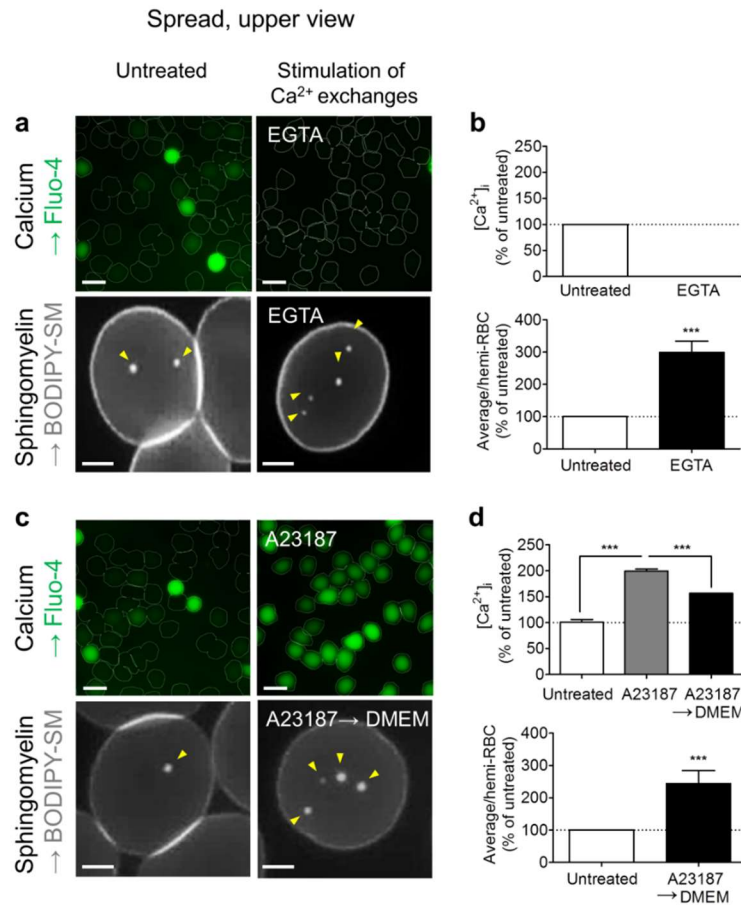 Spread, upper view
Untreated
Stimulation of
Ca²⁺ exchanges
a
Calcium
→ Fluo-4
EGTA
Sphingomyelin
→ BODIPY-SM
EGTA
b
[Ca²⁺]i
(% of untreated)
250
200
150
100
50
0
Untreated
EGTA
Average/hemi-RBC
(% of untreated)
***
400
300
200
100
0
Untreated
EGTA
c
Calcium
→ Fluo-4
A23187
Sphingomyelin
→ BODIPY-SM
A23187→ DMEM
d
[Ca²⁺]i
(% of untreated)
*** ***
250
200
150
100
50
0
Untreated
A23187
A23187
→DMEM
Average/hemi-RBC
(% of untreated)
***
400
300
200
100
0
Untreated
A23187
→DMEM